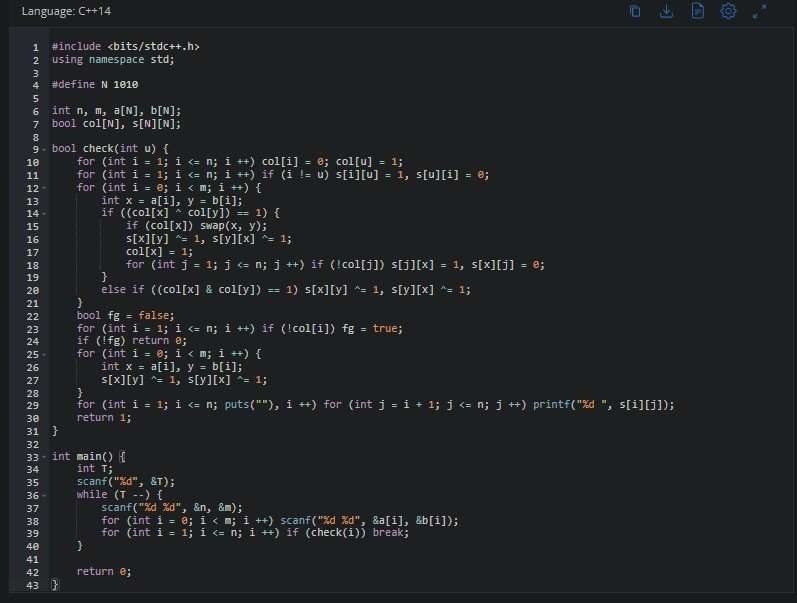 Language: C++14
1 #include <bits/stdc++.h>
2 using namespace std;
3
4 #define N 1010
5
6 int n, m, a[N], b[N];
7 bool col[N], s[N][N];
8
9 bool check(int u) {
10     for (int i = 1; i <= n; i ++) col[i] = 0; col[u] = 1;
11     for (int i = 1; i <= n; i ++) if (i != u) s[i][u] = 1, s[u][i] = 0;
12     for (int i = 0; i < m; i ++) {
13         int x = a[i], y = b[i];
14         if ((col[x] ^ col[y]) == 1) {
15             if (col[x]) swap(x, y);
16             s[x][y] ^= 1, s[y][x] ^= 1;
17             col[x] = 1;
18             for (int j = 1; j <= n; j ++) if (!col[j]) s[j][x] = 1, s[x][j] = 0;
19         }
20         else if ((col[x] & col[y]) == 1) s[x][y] ^= 1, s[y][x] ^= 1;
21     }
22     bool fg = false;
23     for (int i = 1; i <= n; i ++) if (!col[i]) fg = true;
24     if (!fg) return 0;
25     for (int i = 0; i < m; i ++) {
26         int x = a[i], y = b[i];
27         s[x][y] ^= 1, s[y][x] ^= 1;
28     }
29     for (int i = 1; i <= n; puts(""), i ++) for (int j = i + 1; j <= n; j ++) printf("%d ", s[i][j]);
30     return 1;
31 }
32
33 int main() {
34     int T;
35     scanf("%d", &T);
36     while (T --) {
37         scanf("%d %d", &n, &m);
38         for (int i = 0; i < m; i ++) scanf("%d %d", &a[i], &b[i]);
39         for (int i = 1; i <= n; i ++) if (check(i)) break;
40     }
41
42     return 0;
43 }